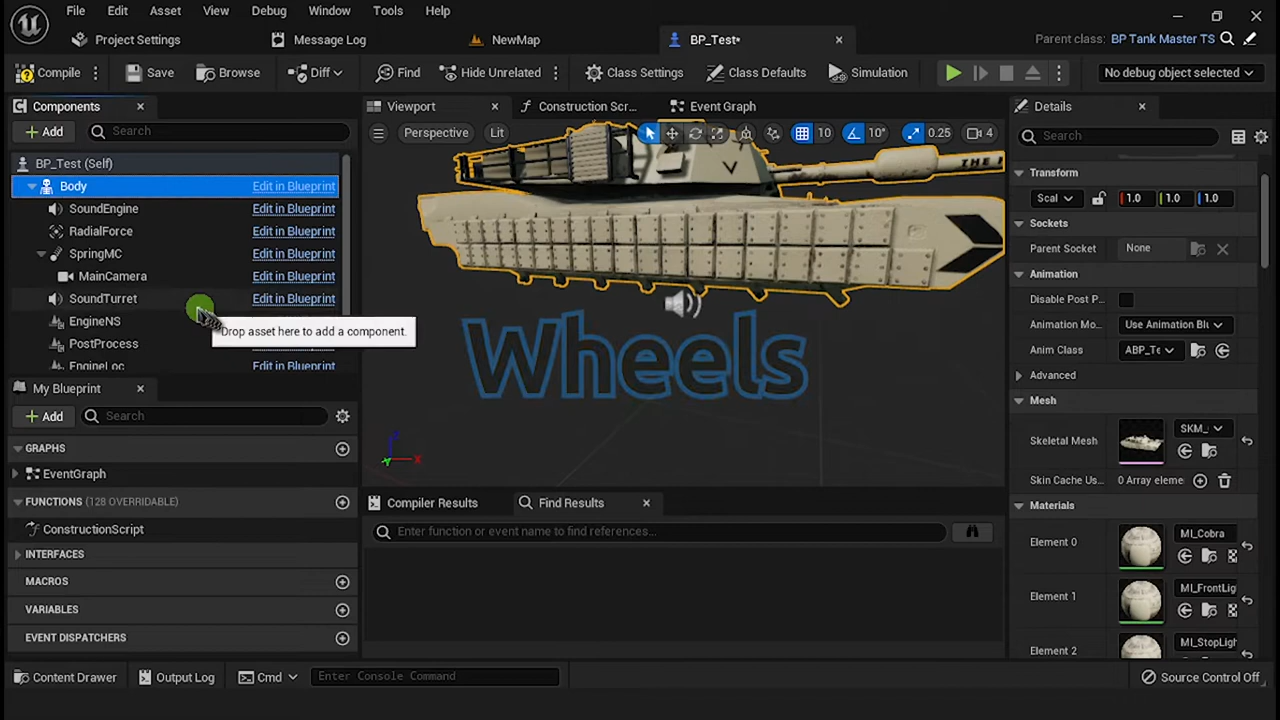 File Edit Asset View Debug Window Tools Help
Project Settings Message Log NewMap BP_Test• Parent class: BP Tank Master TS
Compile Save Browse Diff Find Hide Unrelated Class Settings Class Defaults Simulation No debug object selected
Components Viewport Construction Scr... Event Graph Details
Add Search Perspective Lit 10 10° 0.25 4 Search
BP_Test (Self)
Body Edit in Blueprint
SoundEngine Edit in Blueprint
RadialForce Edit in Blueprint
SpringMC Edit in Blueprint
MainCamera Edit in Blueprint
SoundTurret Edit in Blueprint
EngineNS
PostProcess
EngineLoc Edit in Blueprint
Drop asset here to add a component.
Wheels
Transform
Scal 1.0 1.0 1.0
Sockets
Parent Socket None
Animation
Disable Post P...
Animation Mo... Use Animation Blu
Anim Class ABP_Te
Advanced
Mesh
Skeletal Mesh SKM_
Skin Cache Us... 0 Array eleme
Materials
Element 0 MI_Cobra
Element 1 MI_FrontLig
Element 2 MI_StopLigh
My Blueprint
Add Search
GRAPHS
EventGraph
FUNCTIONS (128 OVERRIDABLE)
ConstructionScript
INTERFACES
MACROS
VARIABLES
EVENT DISPATCHERS
Compiler Results Find Results
Enter function or event name to find references...
Content Drawer Output Log Cmd Enter Console Command Source Control Off